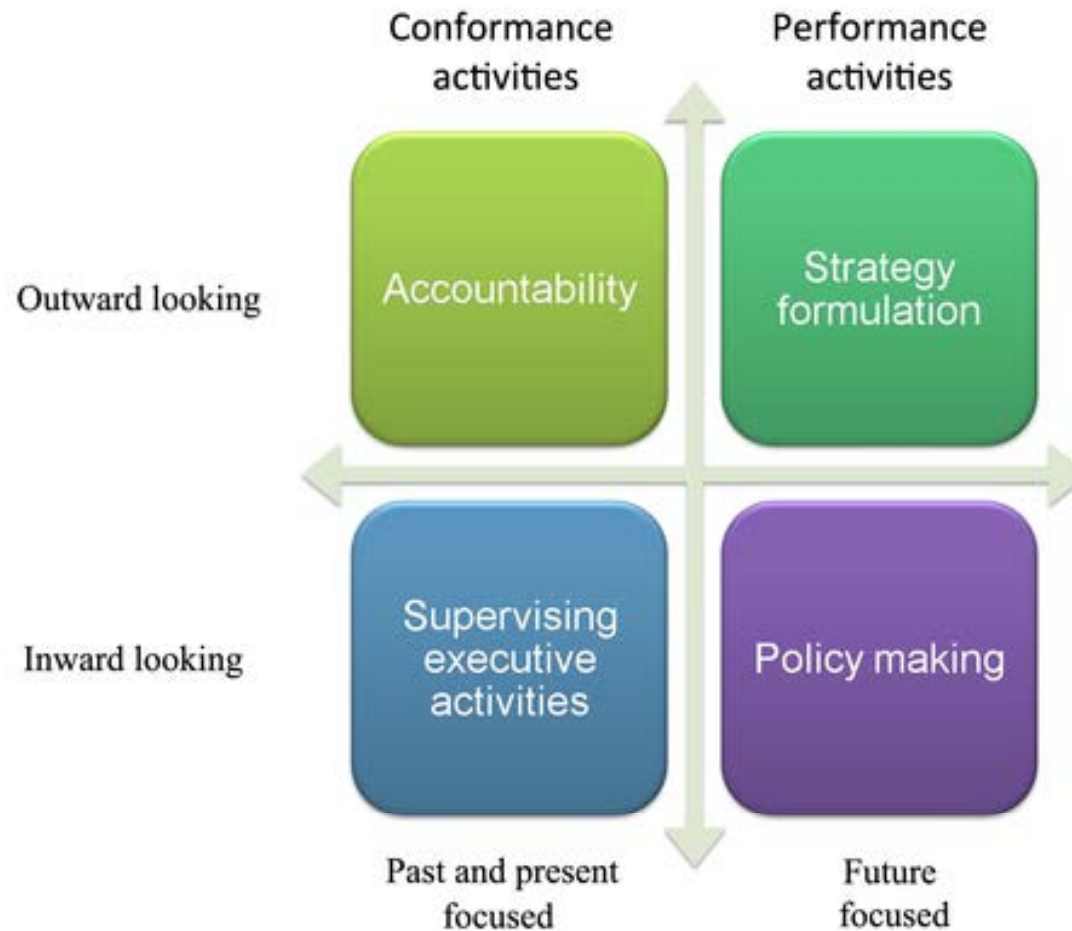 Conformance
activities
Performance
activities
Outward looking
Accountability
Strategy
formulation
Inward looking
Supervising
executive
activities
Policy making
Past and present
focused
Future
focused